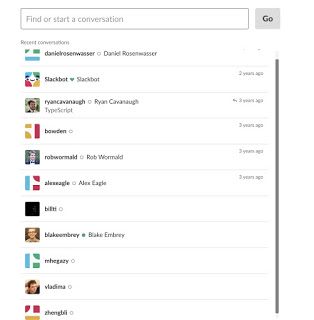 Find or start a conversation
Go
Recent conversations
danielrosenwasser Daniel Rosenwasser
Slackbot Slackbot
2 years ago
ryancavanaugh Ryan Cavanaugh
3 years ago
TypeScript
bowden
3 years ago
robwormald Rob Wormald
3 years ago
alexeagle Alex Eagle
3 years ago
billti
blakeembrey Blake Embrey
mhegazy
vladima
zhengbli